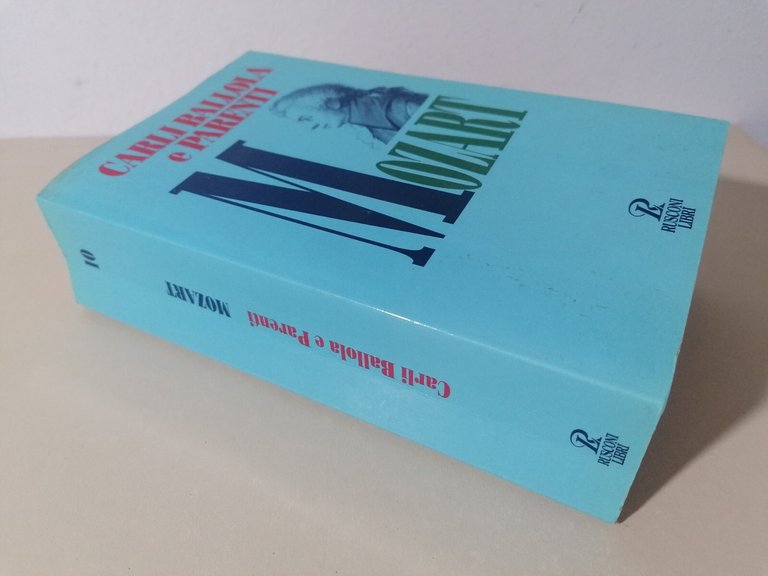 CARLI BALLOLA
e PARENTI
MOZART
RUSCONI
LIBRI
10
MOZART
Carli Ballola e Parenti
RUSCONI
LIBRI